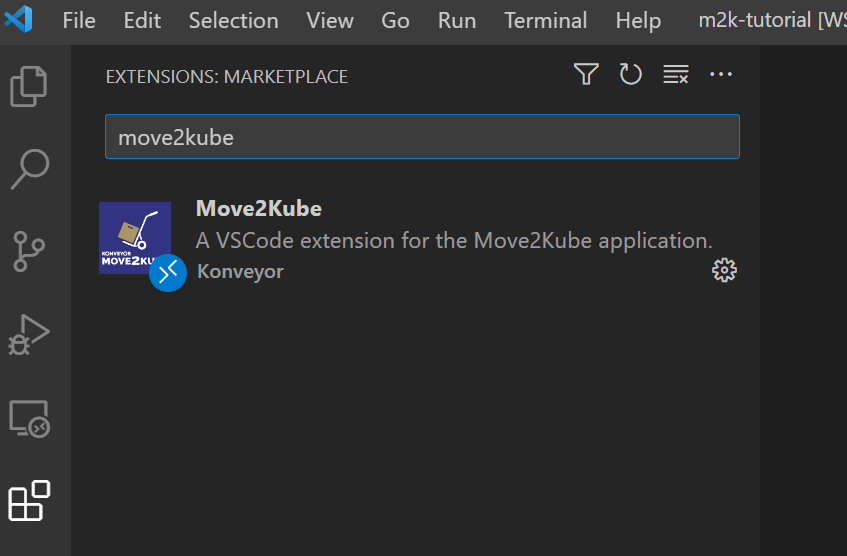 File Edit Selection View Go Run Terminal Help m2k-tutorial [WS
EXTENSIONS: MARKETPLACE
move2kube
Move2Kube
A VSCode extension for the Move2Kube application.
Konveyor
KONVEYOR
MOVE2KU